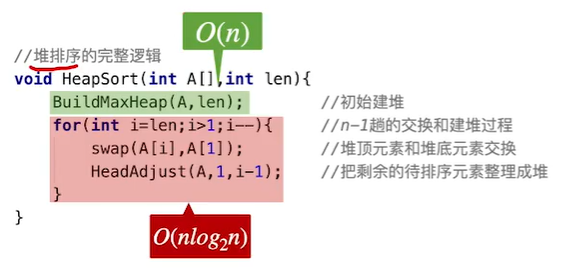 O(n)
//堆排序的完整逻辑
void HeapSort(int A[],int len){
BuildMaxHeap(A,len); //初始建堆
for(int i=len;i>1;i--){ //n-1趟的交换和建堆过程
swap(A[i],A[1]); //堆顶元素和堆底元素交换
HeadAdjust(A,1,i-1); //把剩余的待排序元素整理成堆
}
}
O(nlog₂n)